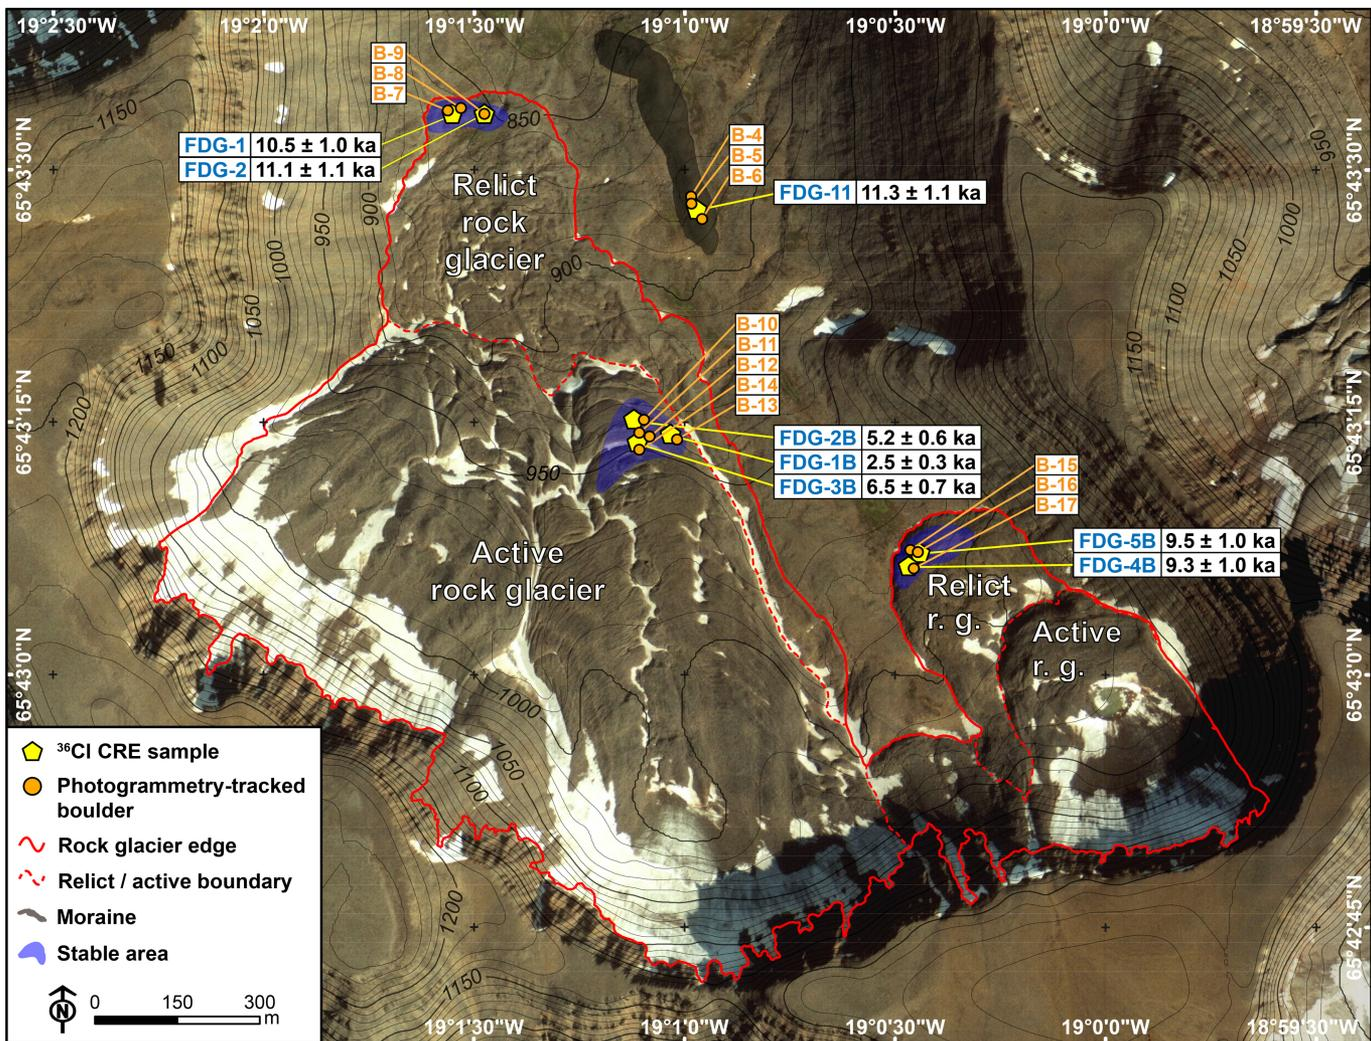 19°2'30"W 19°2'0"W 19°1'30"W 19°1'0"W 19°0'30"W 19°0'0"W 18°59'30"W
B-9
B-8
B-7
1150
850
FDG-1 10.5 ± 1.0 ka
FDG-2 11.1 ± 1.1 ka
B-4
B-5
B-6
FDG-11 11.3 ± 1.1 ka
65°43'30"N
65°43'30"N
950
900
950
1000
1050
Relict
rock
glacier
900
1000
1050
1100
1150
1150
1100
1200
B-10
B-11
B-12
B-14
B-13
65°43'15"N
65°43'15"N
FDG-2B 5.2 ± 0.6 ka
FDG-1B 2.5 ± 0.3 ka
FDG-3B 6.5 ± 0.7 ka
950
B-15
B-16
B-17
FDG-5B 9.5 ± 1.0 ka
FDG-4B 9.3 ± 1.0 ka
Active
rock glacier
Relict
r. g.
Active
r. g.
65°43'0"N
65°43'0"N
1000
1050
1100
1200
1150
65°42'45"N
³⁶Cl CRE sample
Photogrammetry-tracked
boulder
Rock glacier edge
Relict / active boundary
Moraine
Stable area
N
0 150 300
m
19°1'30"W 19°1'0"W 19°0'30"W 19°0'0"W 18°59'30"W